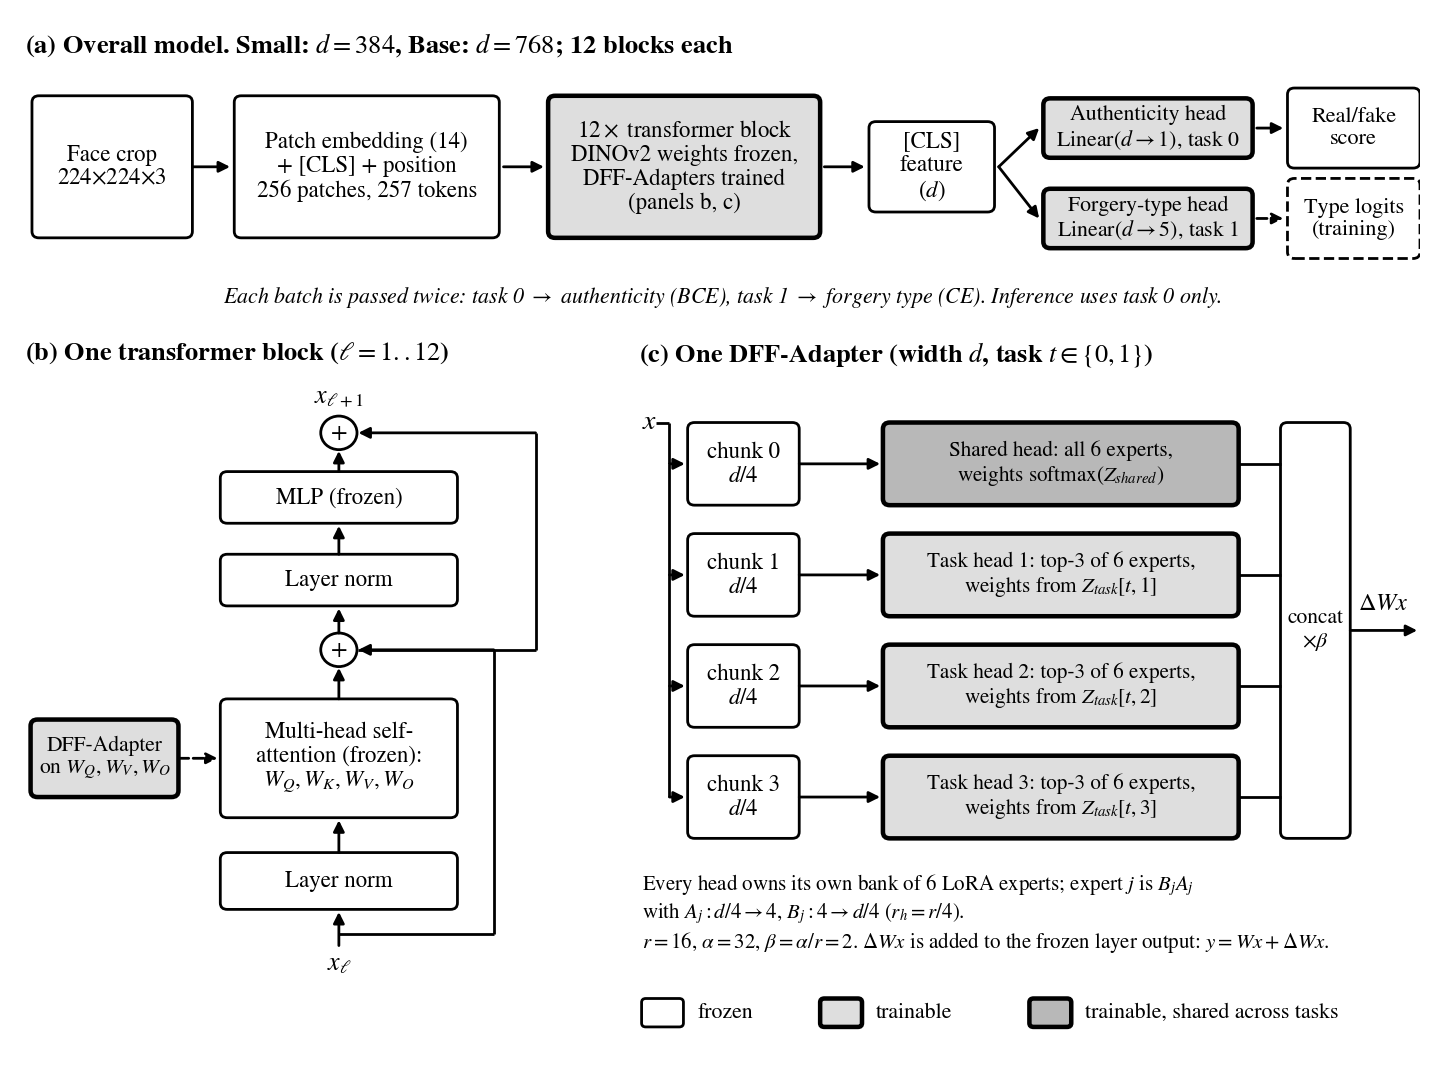 (a) Overall model. Small: d = 384, Base: d = 768; 12 blocks each
Face crop
224×224×3
Patch embedding (14)
+ [CLS] + position
256 patches, 257 tokens
12 × transformer block
DINOv2 weights frozen,
DFF-Adapters trained
(panels b, c)
[CLS]
feature
(d)
Authenticity head
Linear(d → 1), task 0
Real/fake
score
Forgery-type head
Linear(d → 5), task 1
Type logits
(training)
Each batch is passed twice: task 0 → authenticity (BCE), task 1 → forgery type (CE). Inference uses task 0 only.
(b) One transformer block (ℓ = 1..12)
xℓ+1
+
MLP (frozen)
Layer norm
+
DFF-Adapter
on W_Q, W_V, W_O
Multi-head self-
attention (frozen):
W_Q, W_K, W_V, W_O
Layer norm
xℓ
(c) One DFF-Adapter (width d, task t ∈ {0, 1})
x
chunk 0
d/4
Shared head: all 6 experts,
weights softmax(Z_shared)
chunk 1
d/4
Task head 1: top-3 of 6 experts,
weights from Z_task[t, 1]
chunk 2
d/4
Task head 2: top-3 of 6 experts,
weights from Z_task[t, 2]
chunk 3
d/4
Task head 3: top-3 of 6 experts,
weights from Z_task[t, 3]
concat
×β
ΔWx
Every head owns its own bank of 6 LoRA experts; expert j is B_jA_j
with A_j : d/4 → 4, B_j : 4 → d/4 (r_h = r/4).
r = 16, α = 32, β = α/r = 2. ΔWx is added to the frozen layer output: y = Wx + ΔWx.
frozen
trainable
trainable, shared across tasks